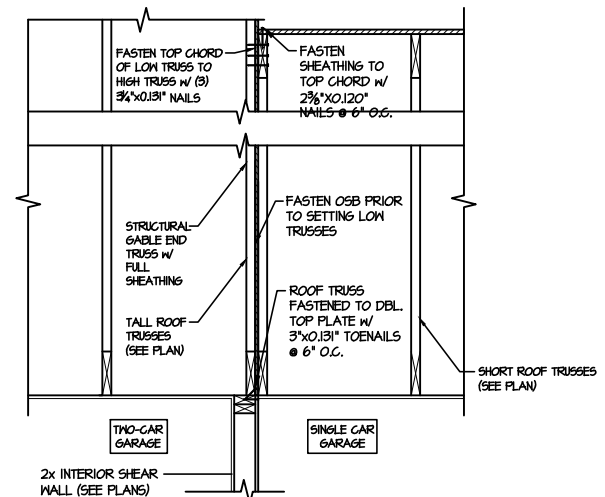 FASTEN TOP CHORD
OF LOW TRUSS TO
HIGH TRUSS W/ (3)
3¼"X0.131" NAILS
FASTEN
SHEATHING TO
TOP CHORD W/
2⅜"X0.120"
NAILS @ 6" O.C.
FASTEN OSB PRIOR
TO SETTING LOW
TRUSSES
STRUCTURAL
GABLE END
TRUSS W/
FULL
SHEATHING
ROOF TRUSS
FASTENED TO DBL.
TOP PLATE W/
3"X0.131" TOENAILS
@ 6" O.C.
TALL ROOF
TRUSSES
(SEE PLAN)
SHORT ROOF TRUSSES
(SEE PLAN)
TWO-CAR
GARAGE
SINGLE CAR
GARAGE
2x INTERIOR SHEAR
WALL (SEE PLANS)